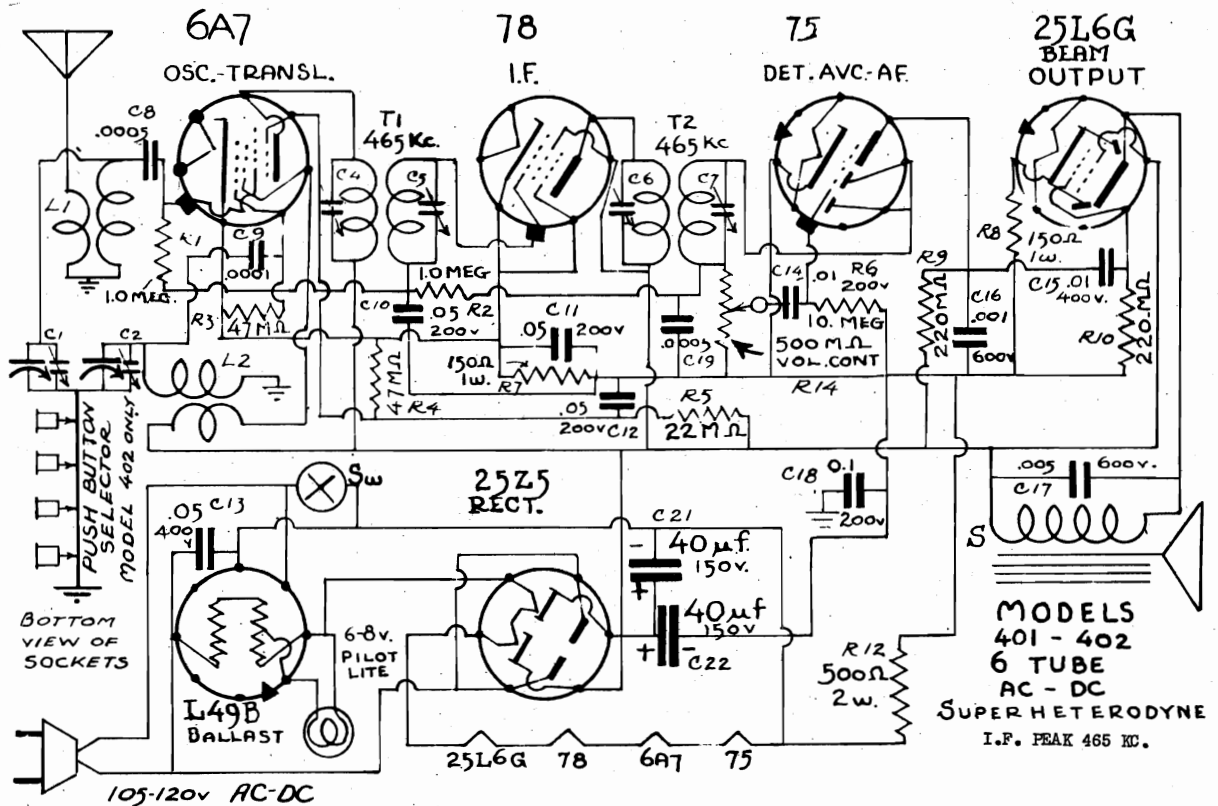 6A7
78
75
25L6G
BEAM
OUTPUT
OSC.-TRANSL.
I.F.
DET. AVC-AF.
C8
.0005
T1
465 Kc.
T2
465 Kc
C4
C5
C6
C7
L1
R1
1.0 MEG.
C9
.0001
R3
47MΩ
C10
.05
200v
1.0 MEG
R2
C11
.05
200v
150Ω
1w.
R7
47MΩ
R4
.05
200v
C12
R5
22MΩ
.0005
C19
C14
.01
R6
200v
10. MEG
500MΩ
VOL. CONT
R14
R8
150Ω
1w.
R9
220MΩ
C16
.001
600v
C15
.01
400v.
R10
220MΩ
C1
C2
L2
PUSH BUTTON
SELECTOR
MODEL 402 ONLY
BOTTOM
VIEW OF
SOCKETS
Sw
.05
C13
400v
L49B
BALLAST
6-8v.
PILOT
LITE
25Z5
RECT.
C21
-
40µf.
150v.
+
40µf
150v
+
-
C22
C18
0.1
200v
.005
600v.
C17
S
R12
500Ω
2w.
25L6G
78
6A7
75
105-120v AC-DC
MODELS
401 - 402
6 TUBE
AC - DC
SUPERHETERODYNE
I.F. PEAK 465 KC.